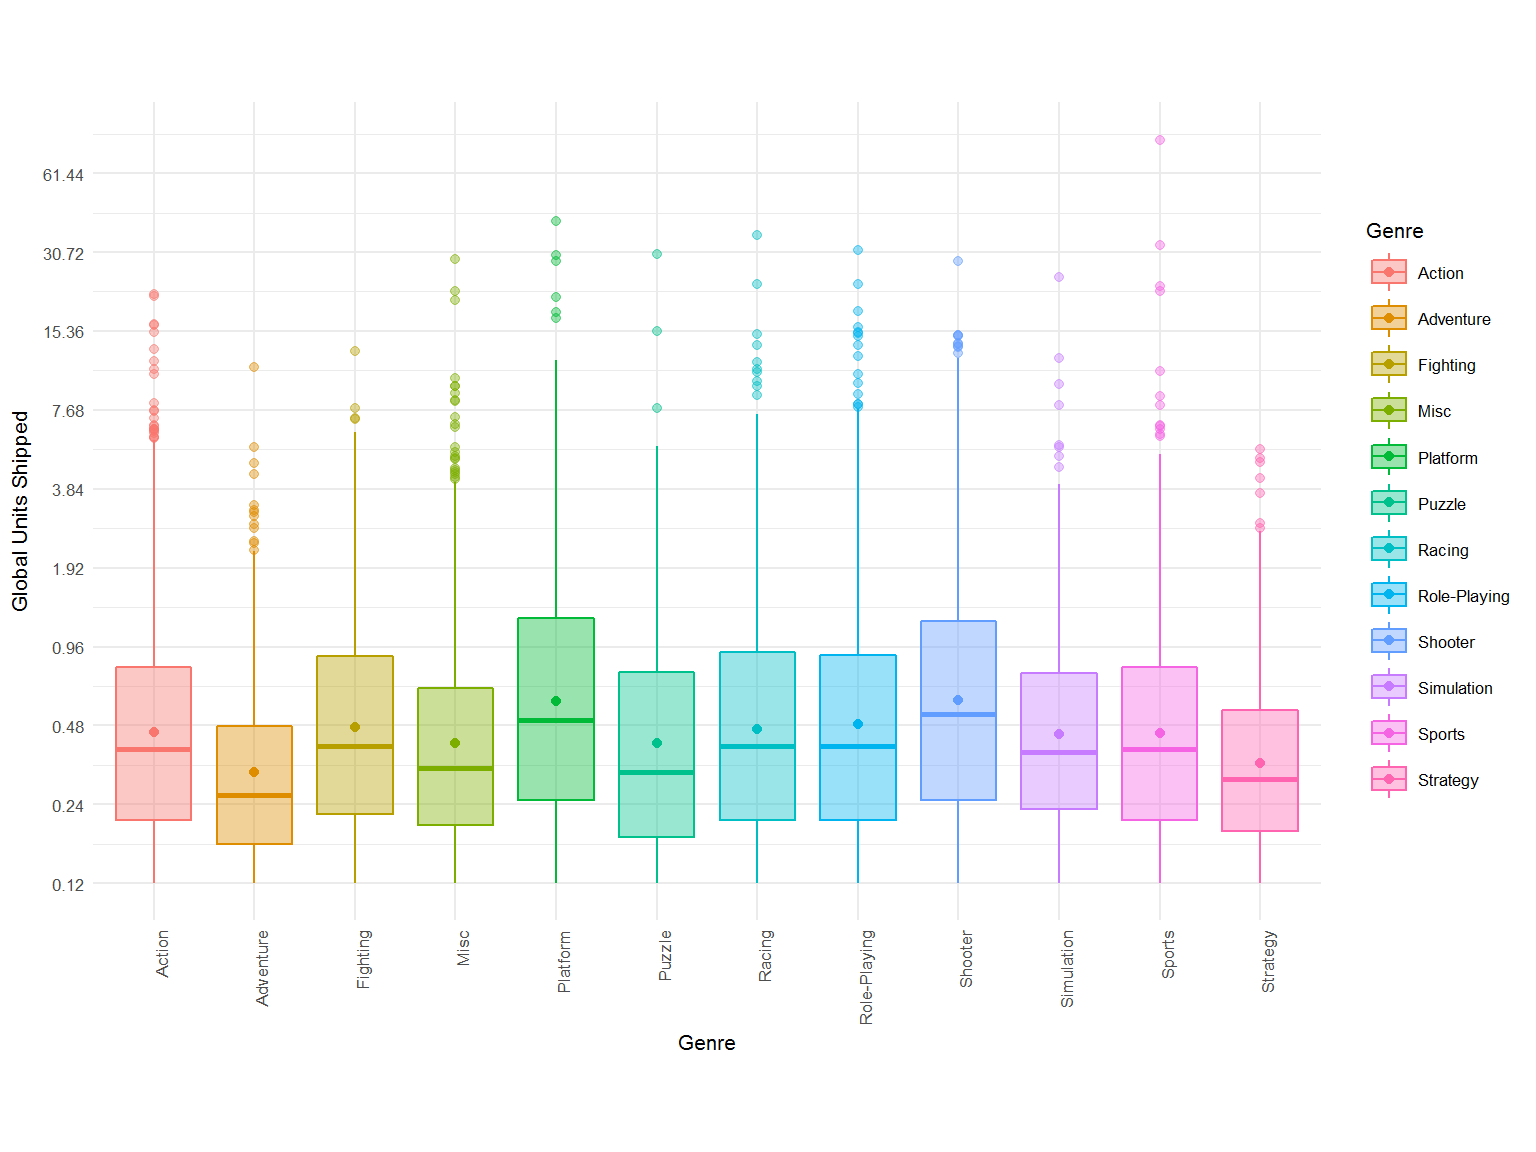 Global Units Shipped
61.44
30.72
15.36
7.68
3.84
1.92
0.96
0.48
0.24
0.12
Action
Adventure
Fighting
Misc
Platform
Puzzle
Racing
Role-Playing
Shooter
Simulation
Sports
Strategy
Genre
Genre
Action
Adventure
Fighting
Misc
Platform
Puzzle
Racing
Role-Playing
Shooter
Simulation
Sports
Strategy